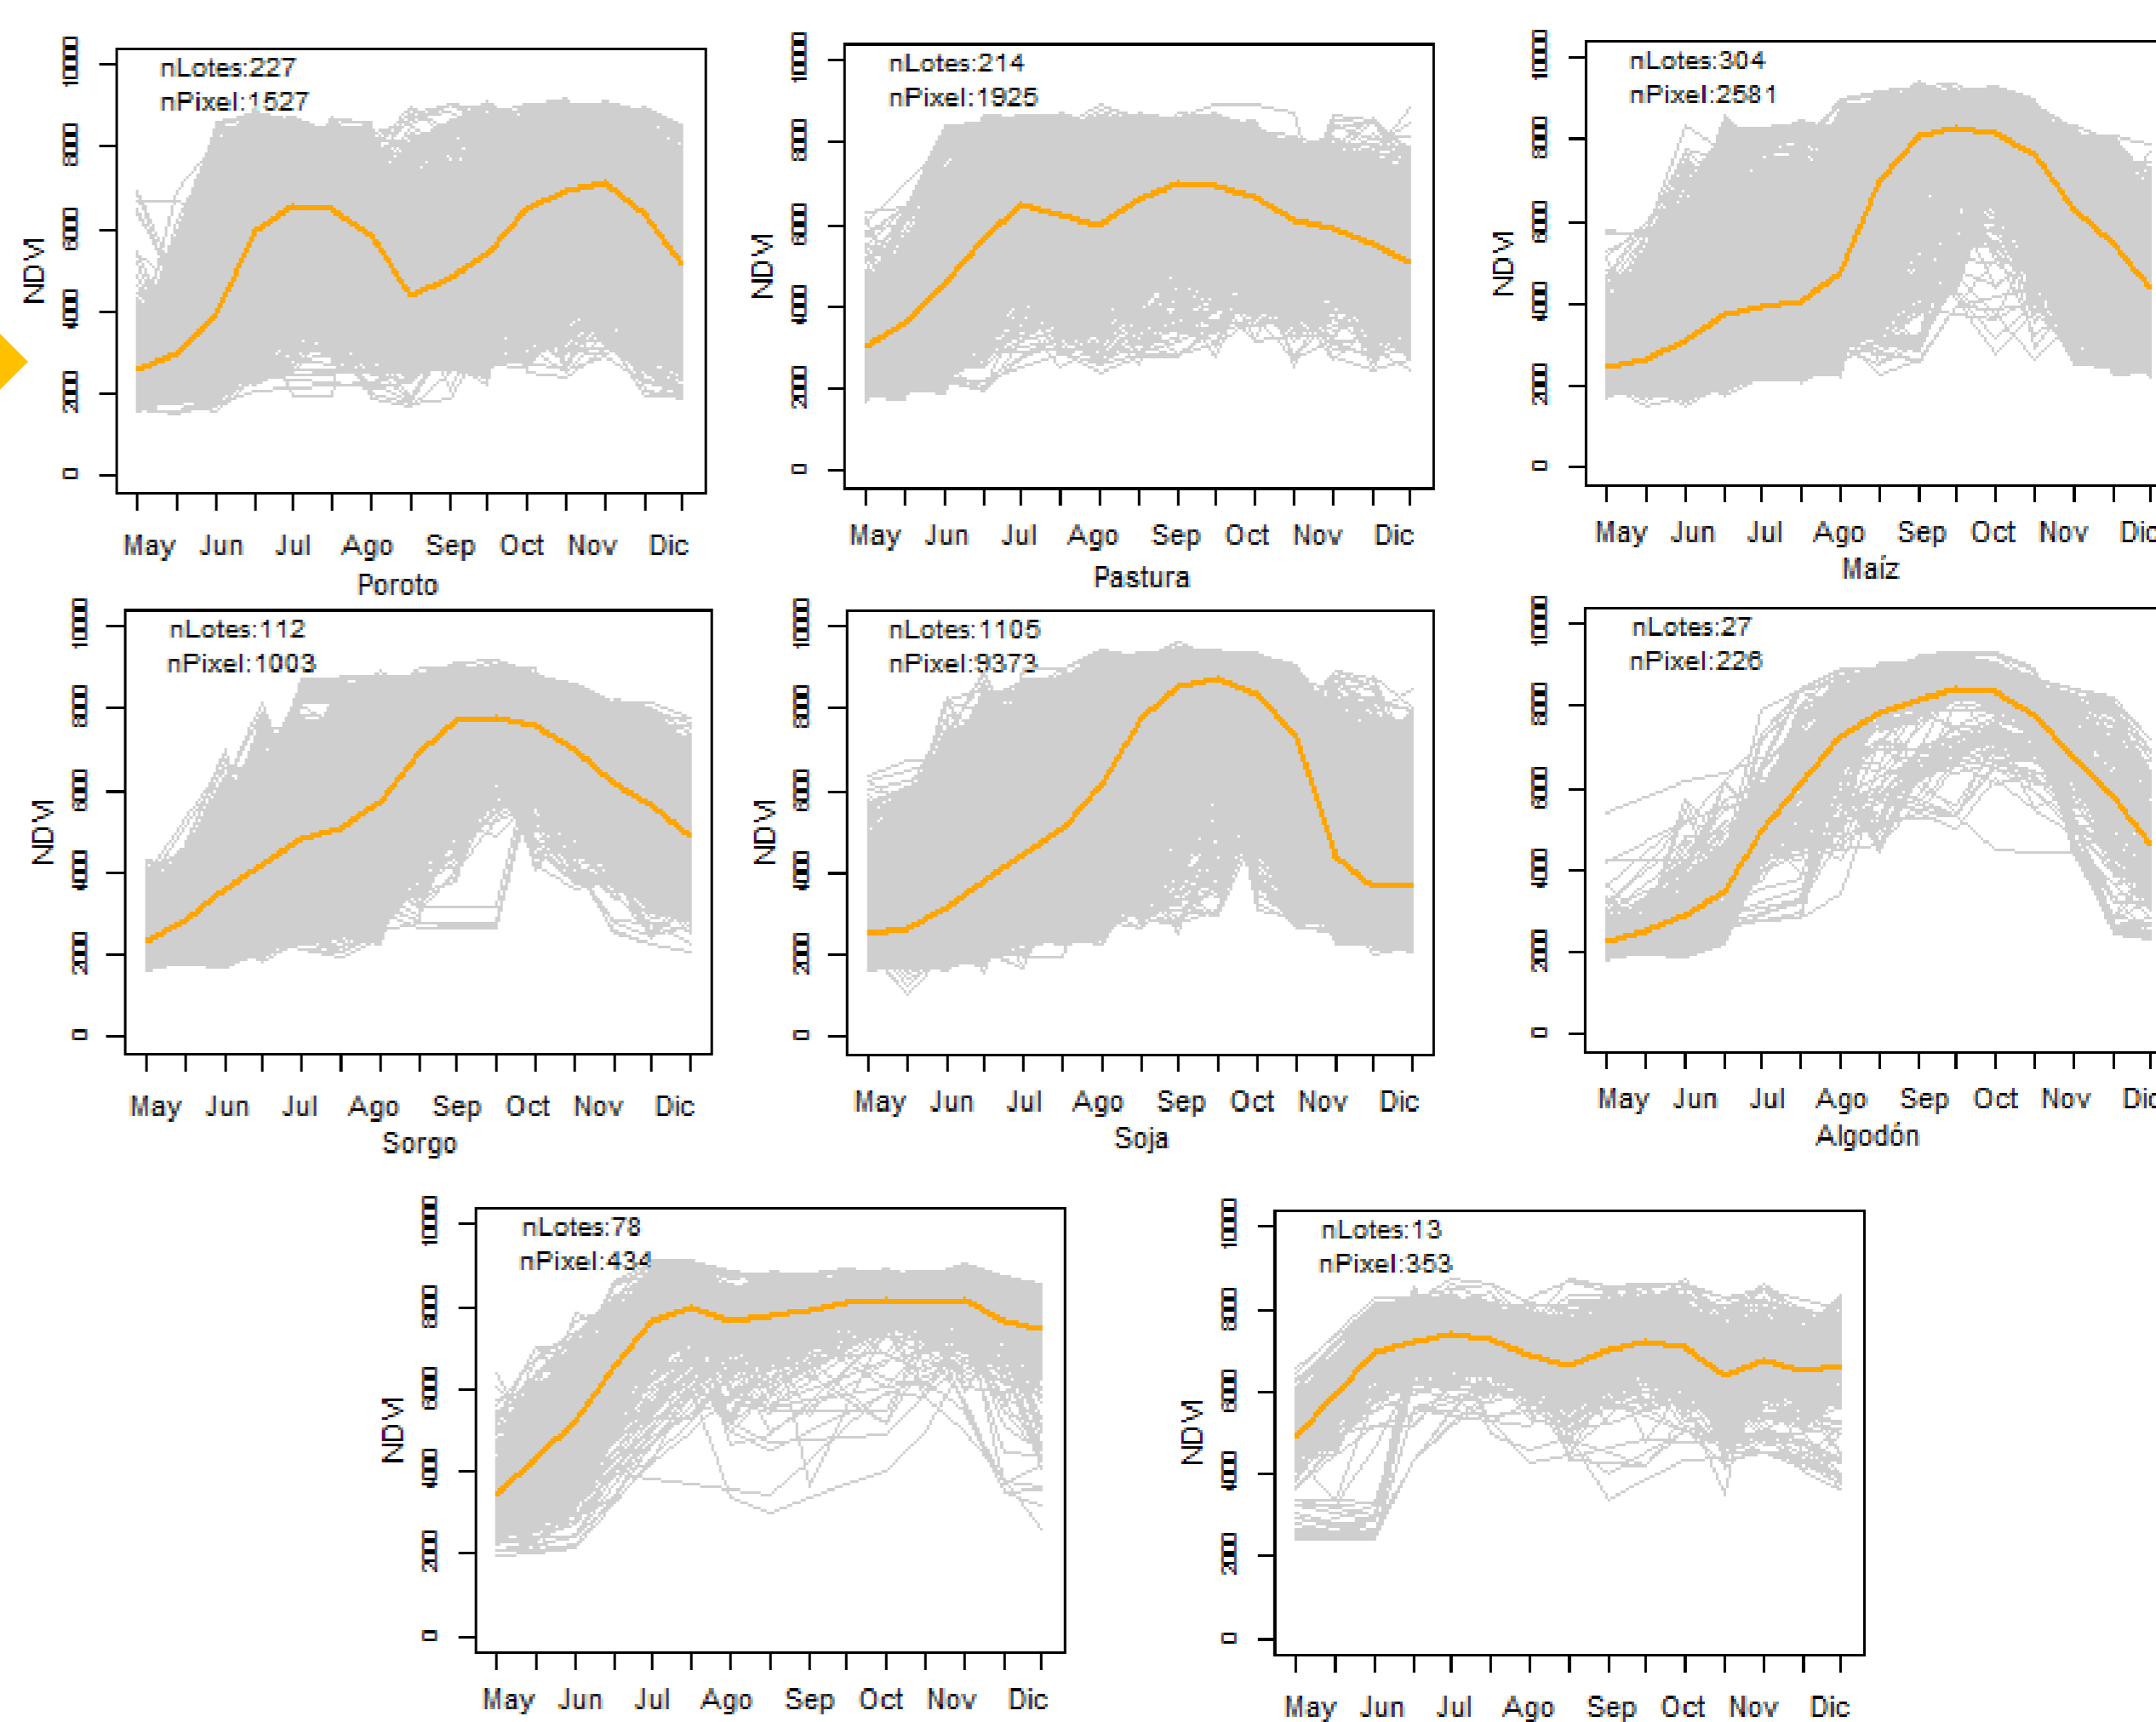 nLotes:227
nPixel:1527
10000
8000
6000
4000
2000
0
NDVI
May Jun Jul Ago Sep Oct Nov Dic
Poroto
nLotes:214
nPixel:1925
10000
8000
6000
4000
2000
0
NDVI
May Jun Jul Ago Sep Oct Nov Dic
Pastura
nLotes:304
nPixel:2581
10000
8000
6000
4000
2000
0
NDVI
May Jun Jul Ago Sep Oct Nov Dic
Maíz
nLotes:112
nPixel:1003
10000
8000
6000
4000
2000
0
NDVI
May Jun Jul Ago Sep Oct Nov Dic
Sorgo
nLotes:1105
nPixel:9373
10000
8000
6000
4000
2000
0
NDVI
May Jun Jul Ago Sep Oct Nov Dic
Soja
nLotes:27
nPixel:226
10000
8000
6000
4000
2000
0
NDVI
May Jun Jul Ago Sep Oct Nov Dic
Algodón
nLotes:78
nPixel:434
10000
8000
6000
4000
2000
0
NDVI
May Jun Jul Ago Sep Oct Nov Dic
nLotes:13
nPixel:353
10000
8000
6000
4000
2000
0
NDVI
May Jun Jul Ago Sep Oct Nov Dic